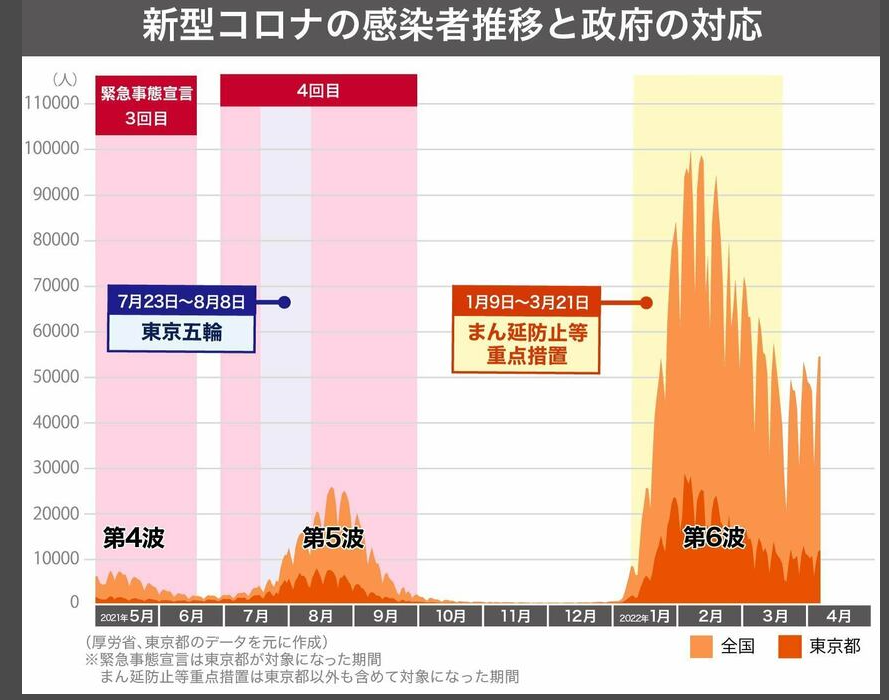 新型コロナの感染者推移と政府の対応
(人)
緊急事態宣言
3回目
4回目
110000
100000
90000
80000
70000
60000
50000
40000
30000
20000
10000
0
7月23日〜8月8日
東京五輪
1月9日〜3月21日
まん延防止等
重点措置
第4波
第5波
第6波
2021年5月 6月 7月 8月 9月 10月 11月 12月 2022年1月 2月 3月 4月
(厚労省、東京都のデータを元に作成)
※緊急事態宣言は東京都が対象になった期間
まん延防止等重点措置は東京都以外も含めて対象になった期間
全国 東京都